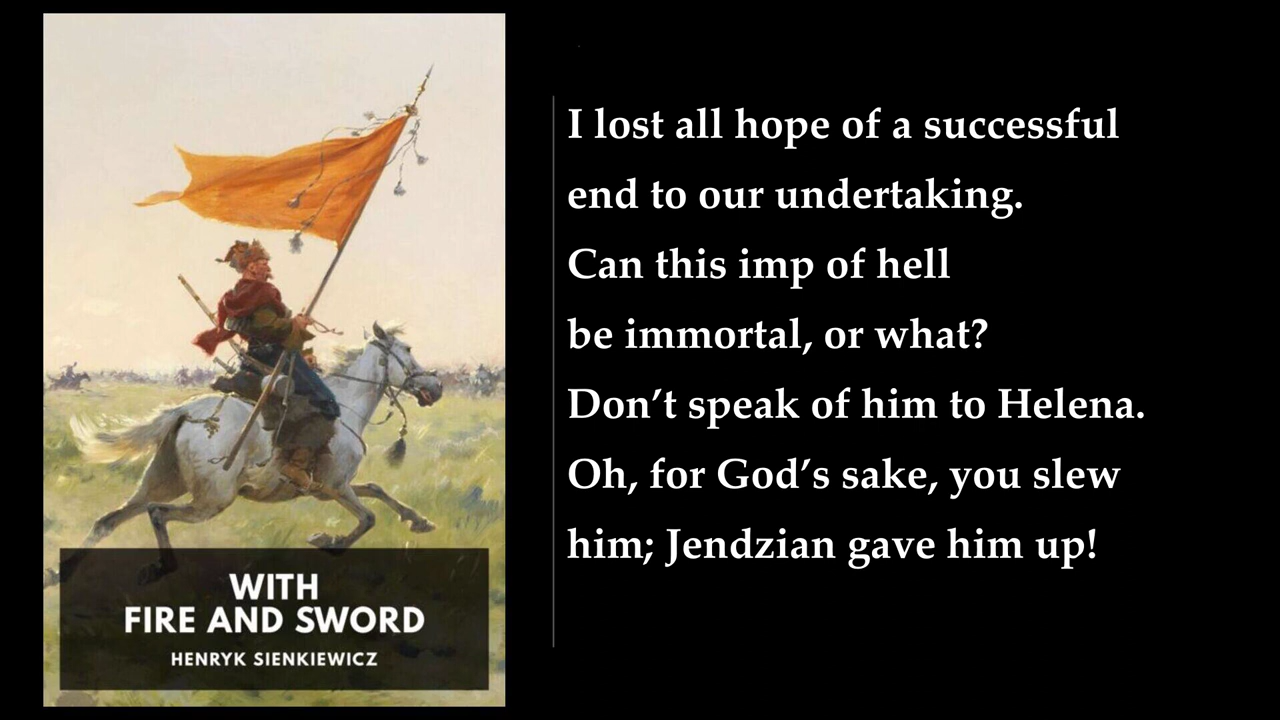 WITH
FIRE AND SWORD
HENRYK SIENKIEWICZ
I lost all hope of a successful
end to our undertaking.
Can this imp of hell
be immortal, or what?
Don’t speak of him to Helena.
Oh, for God’s sake, you slew
him; Jendzian gave him up!